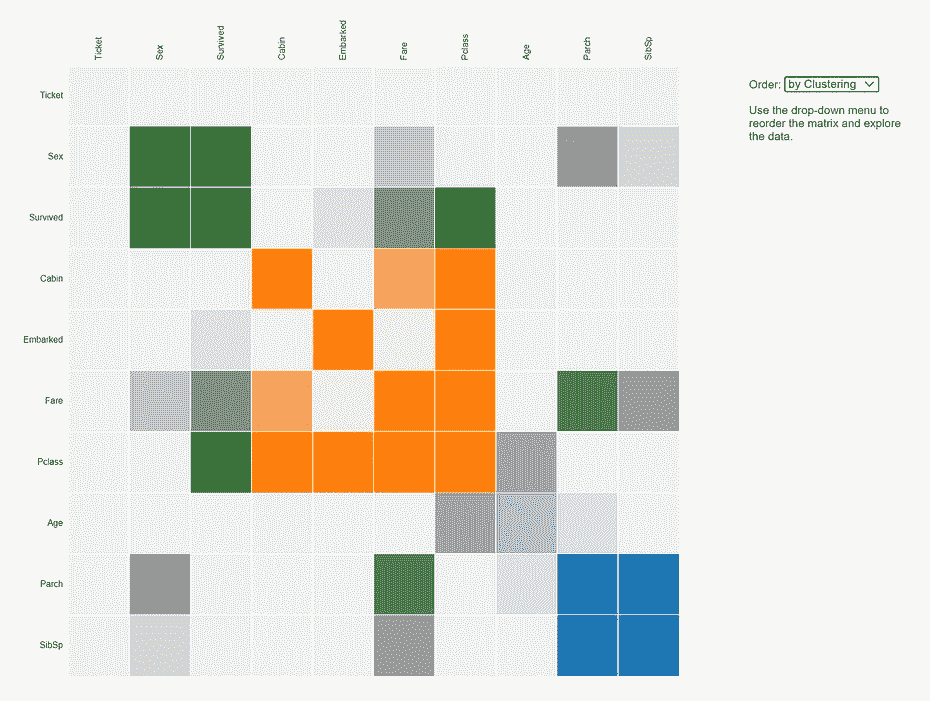 Ticket
Sex
Survived
Cabin
Embarked
Fare
Pclass
Age
Parch
SibSp
Order: by Clustering
Use the drop-down menu to
reorder the matrix and explore
the data.
Ticket
Sex
Survived
Cabin
Embarked
Fare
Pclass
Age
Parch
SibSp